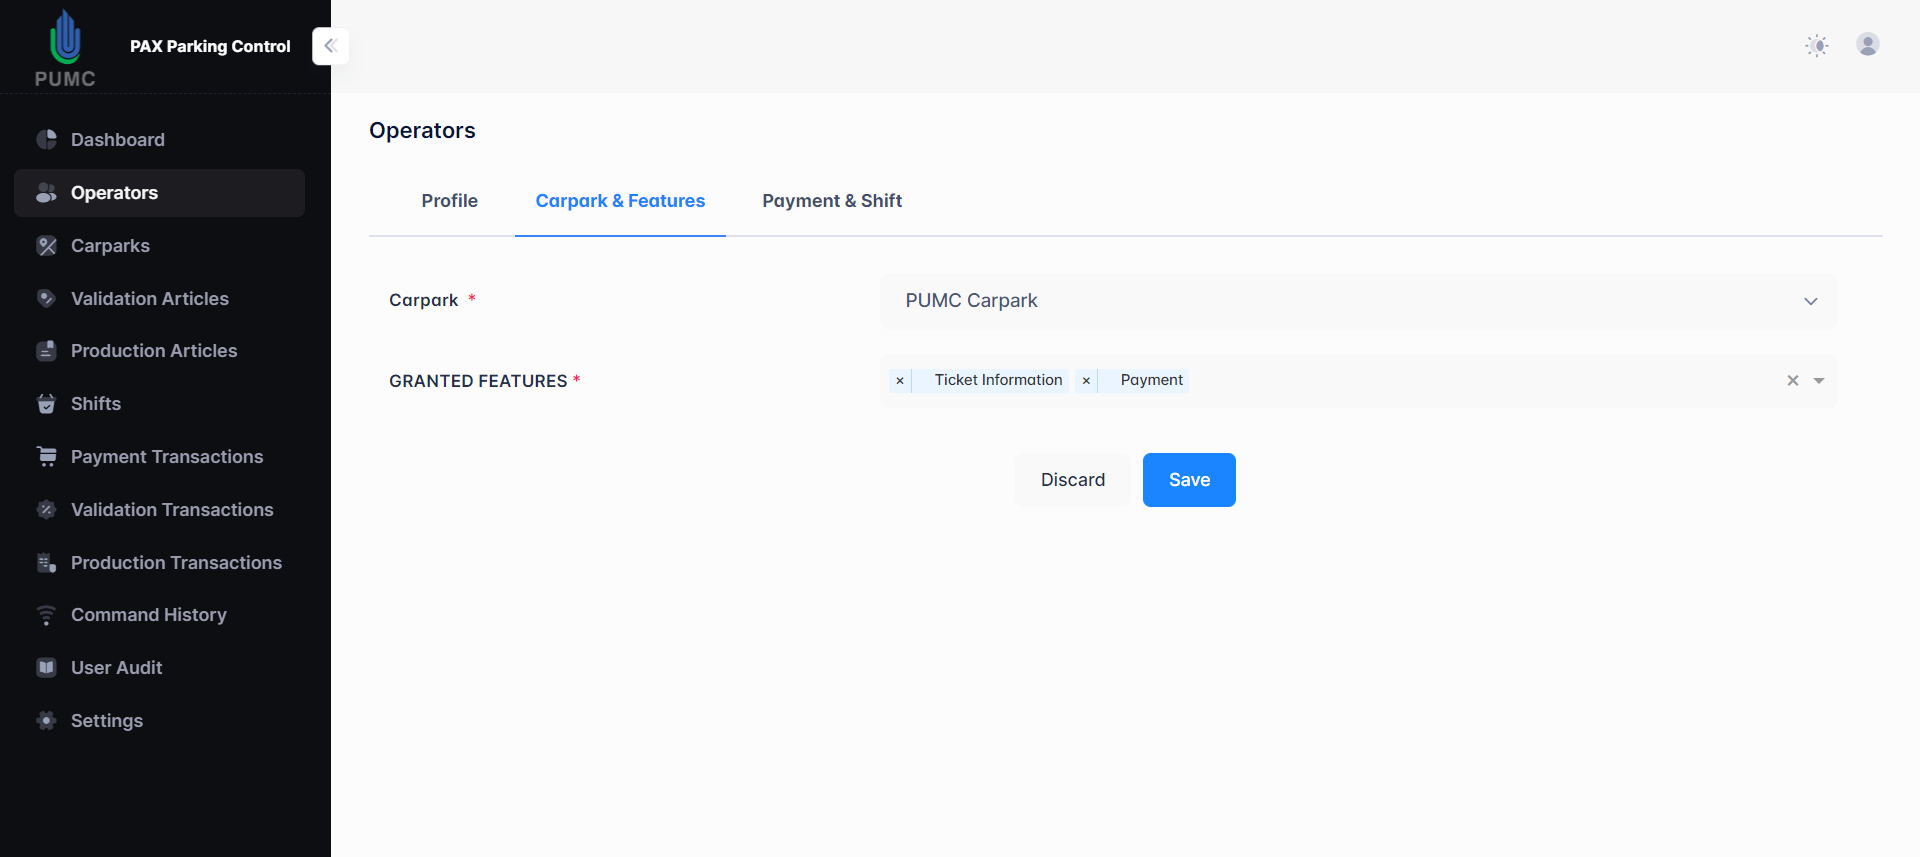 PUMC
PAX Parking Control
Dashboard
Operators
Carparks
Validation Articles
Production Articles
Shifts
Payment Transactions
Validation Transactions
Production Transactions
Command History
User Audit
Settings
Operators
Profile Carpark & Features Payment & Shift
Carpark * PUMC Carpark
GRANTED FEATURES * × Ticket Information × Payment ×
Discard Save